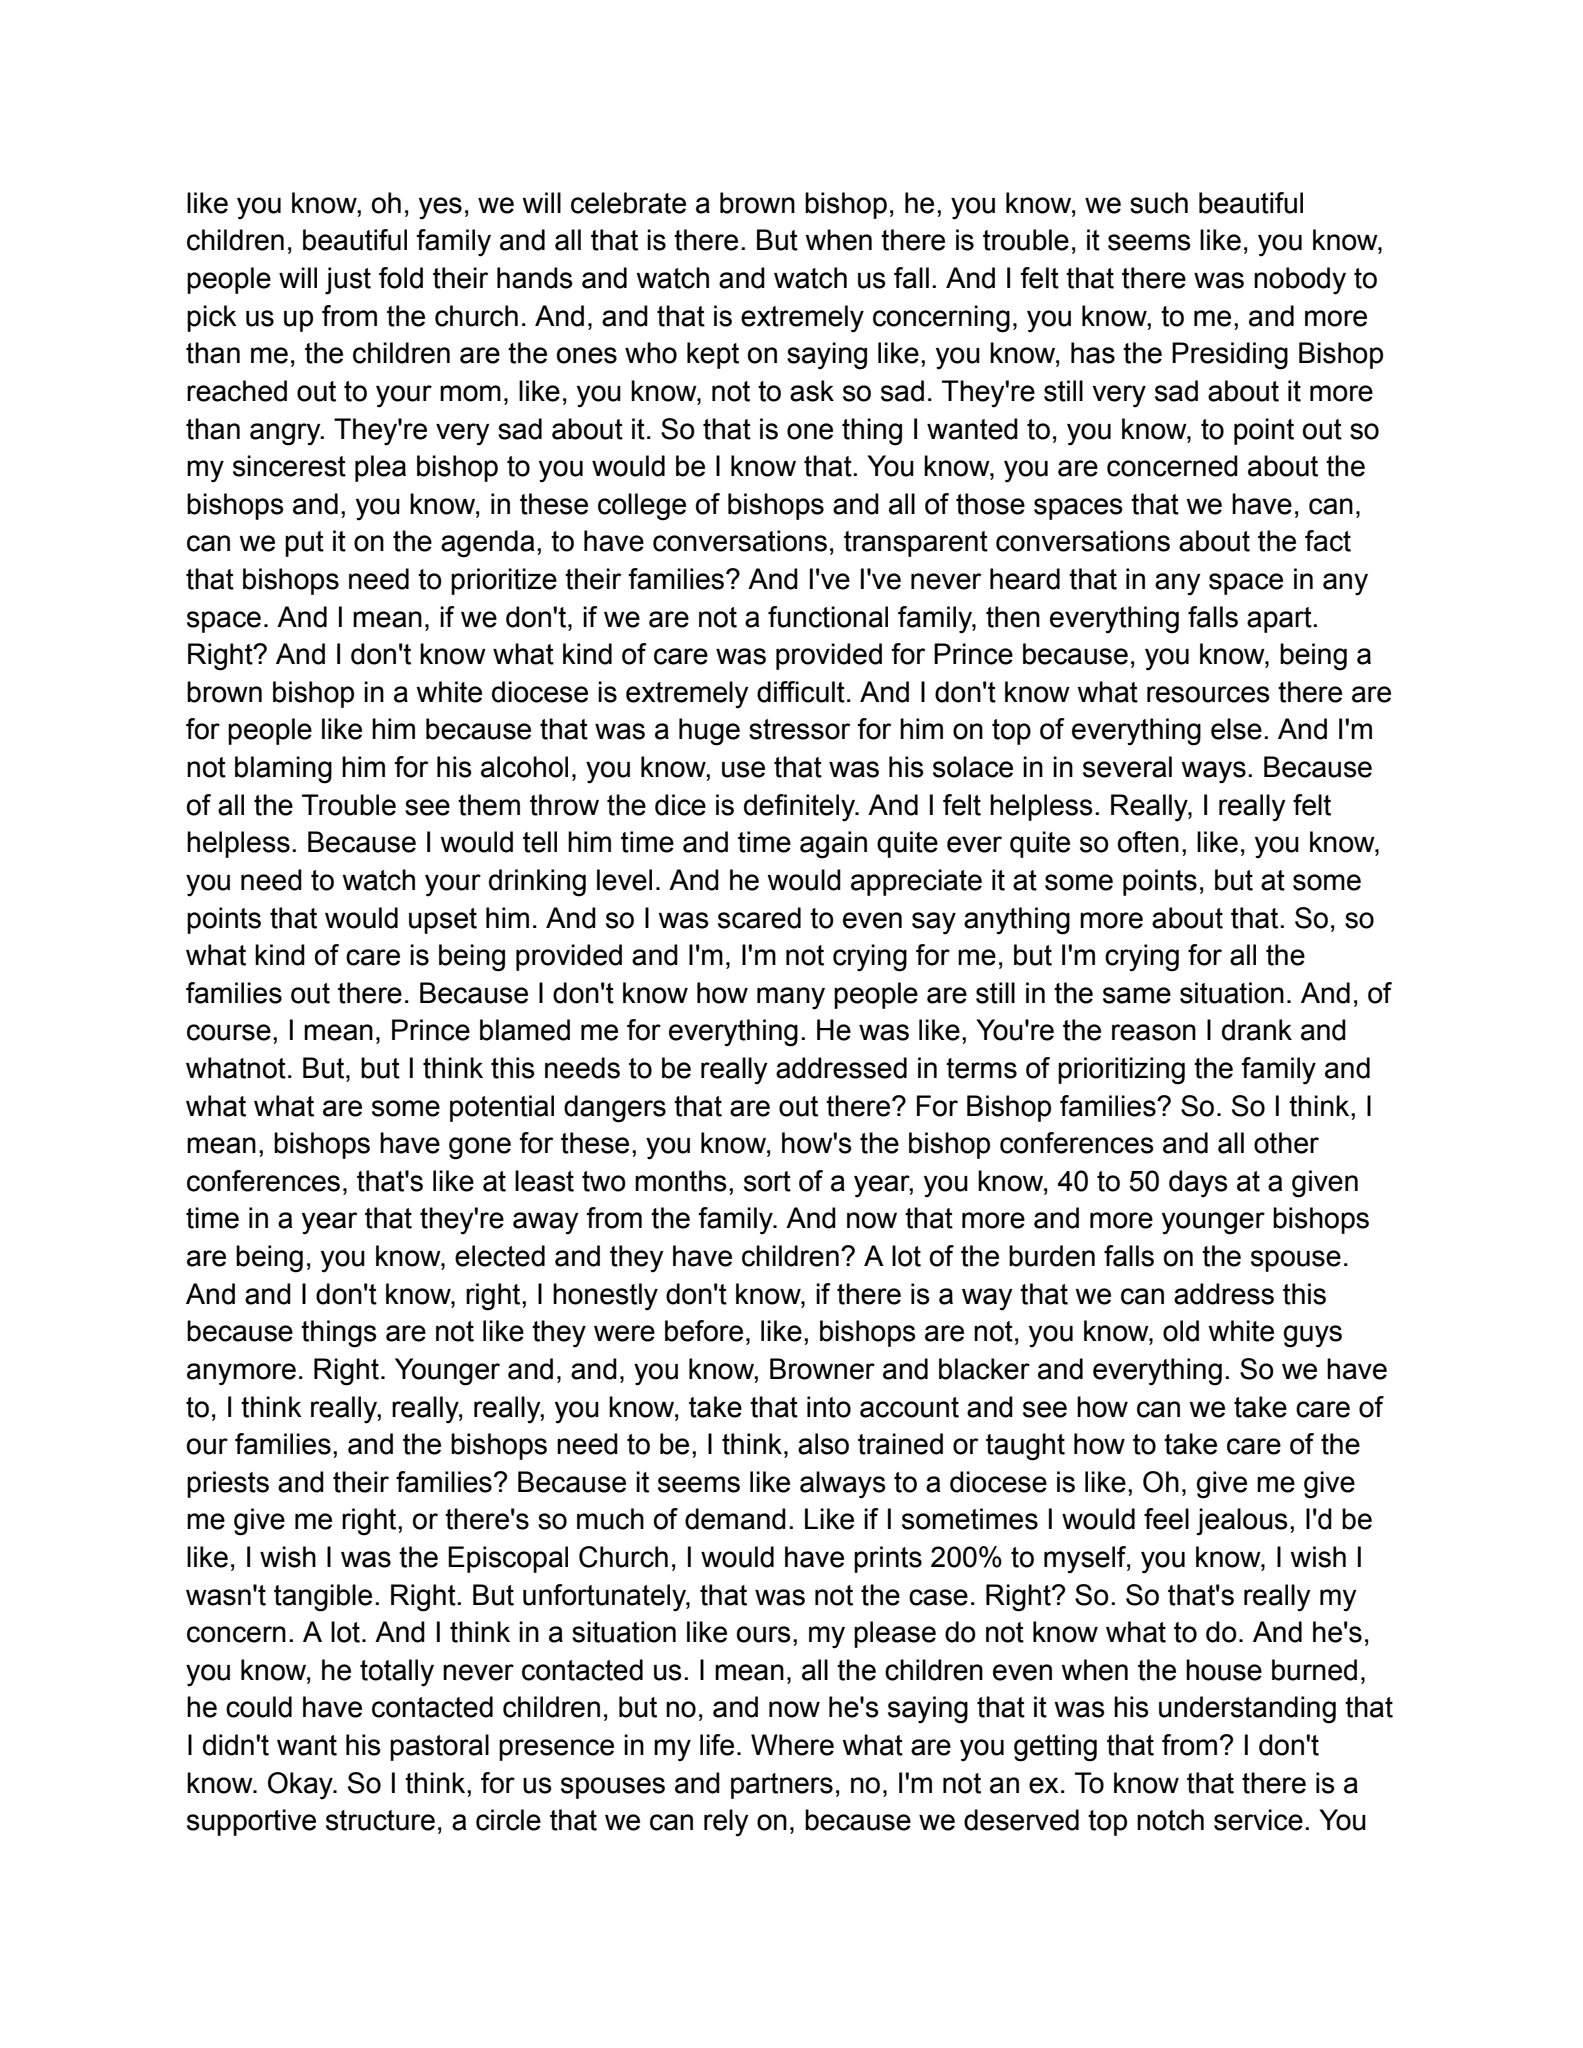 like you know, oh, yes, we will celebrate a brown bishop, he, you know, we such beautiful
children, beautiful family and all that is there. But when there is trouble, it seems like, you know,
people will just fold their hands and watch and watch us fall. And I felt that there was nobody to
pick us up from the church. And, and that is extremely concerning, you know, to me, and more
than me, the children are the ones who kept on saying like, you know, has the Presiding Bishop
reached out to your mom, like, you know, not to ask so sad. They're still very sad about it more
than angry. They're very sad about it. So that is one thing I wanted to, you know, to point out so
my sincerest plea bishop to you would be I know that. You know, you are concerned about the
bishops and, you know, in these college of bishops and all of those spaces that we have, can,
can we put it on the agenda, to have conversations, transparent conversations about the fact
that bishops need to prioritize their families? And I've I've never heard that in any space in any
space. And I mean, if we don't, if we are not a functional family, then everything falls apart.
Right? And I don't know what kind of care was provided for Prince because, you know, being a
brown bishop in a white diocese is extremely difficult. And I don't know what resources there are
for people like him because that was a huge stressor for him on top of everything else. And I'm
not blaming him for his alcohol, you know, use that was his solace in in several ways. Because
of all the Trouble see them throw the dice is definitely. And I felt helpless. Really, I really felt
helpless. Because I would tell him time and time again quite ever quite so often, like, you know,
you need to watch your drinking level. And he would appreciate it at some points, but at some
points that would upset him. And so I was scared to even say anything more about that. So, so
what kind of care is being provided and I'm, I'm not crying for me, but I'm crying for all the
families out there. Because I don't know how many people are still in the same situation. And, of
course, I mean, Prince blamed me for everything. He was like, You're the reason I drank and
whatnot. But, but I think this needs to be really addressed in terms of prioritizing the family and
what what are some potential dangers that are out there? For Bishop families? So. So I think, I
mean, bishops have gone for these, you know, how's the bishop conferences and all other
conferences, that's like at least two months, sort of a year, you know, 40 to 50 days at a given
time in a year that they're away from the family. And now that more and more younger bishops
are being, you know, elected and they have children? A lot of the burden falls on the spouse.
And and I don't know, right, I honestly don't know, if there is a way that we can address this
because things are not like they were before, like, bishops are not, you know, old white guys
anymore. Right. Younger and, and, you know, Browner and blacker and everything. So we have
to, I think really, really, really, you know, take that into account and see how can we take care of
our families, and the bishops need to be, I think, also trained or taught how to take care of the
priests and their families? Because it seems like always to a diocese is like, Oh, give me give
me give me right, or there's so much of demand. Like if I sometimes I would feel jealous, I'd be
like, I wish I was the Episcopal Church, I would have prints 200% to myself, you know, I wish I
wasn't tangible. Right. But unfortunately, that was not the case. Right? So. So that's really my
concern. A lot. And I think in a situation like ours, my please do not know what to do. And he's,
you know, he totally never contacted us. I mean, all the children even when the house burned,
he could have contacted children, but no, and now he's saying that it was his understanding that
I didn't want his pastoral presence in my life. Where what are you getting that from? I don't
know. Okay. So I think, for us spouses and partners, no, I'm not an ex. To know that there is a
supportive structure, a circle that we can rely on, because we deserved top notch service. You